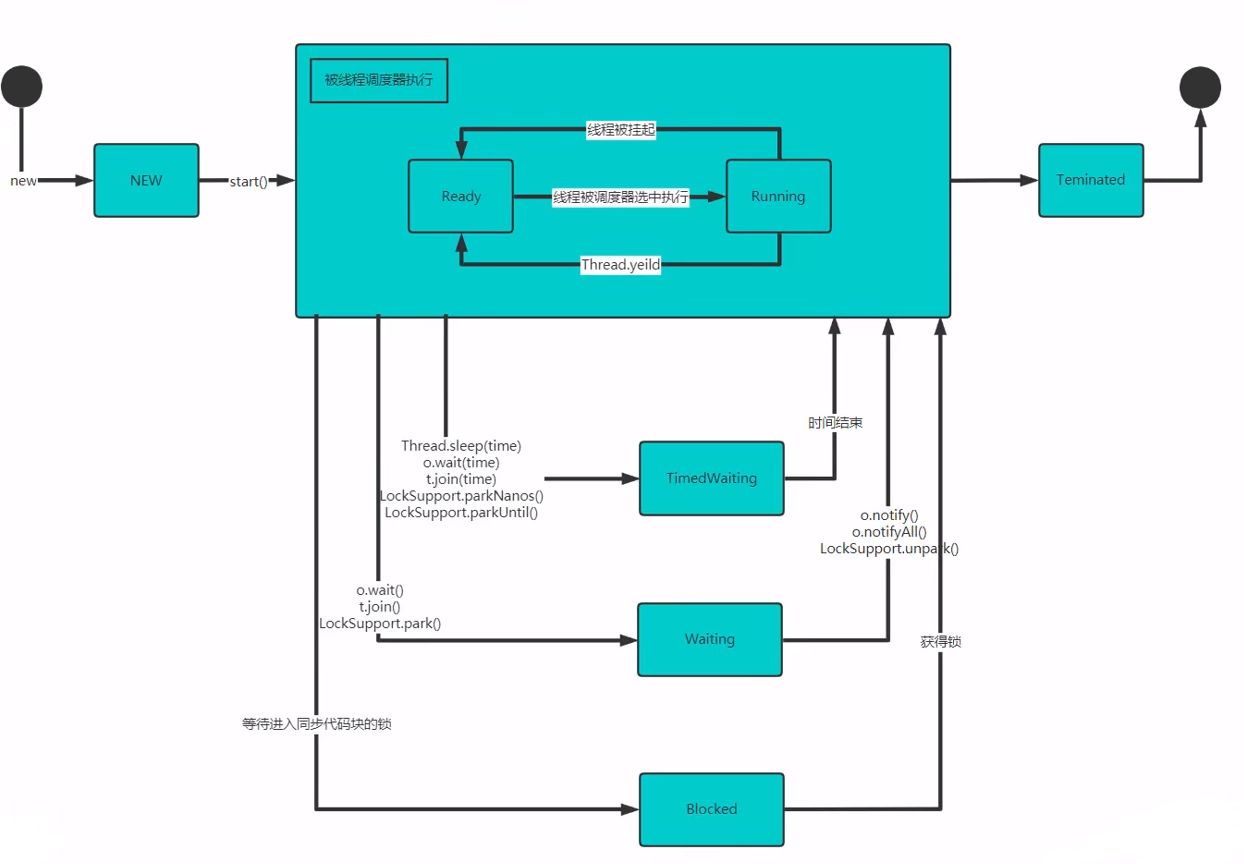 被线程调度器执行
线程被挂起
new
NEW
start()
Ready
线程被调度器选中执行
Running
Teminated
Thread.yeild
时间结束
Thread.sleep(time)
o.wait(time)
t.join(time)
LockSupport.parkNanos()
LockSupport.parkUntil()
TimedWaiting
o.notify()
o.notifyAll()
LockSupport.unpark()
o.wait()
t.join()
LockSupport.park()
Waiting
获得锁
等待进入同步代码块的锁
Blocked